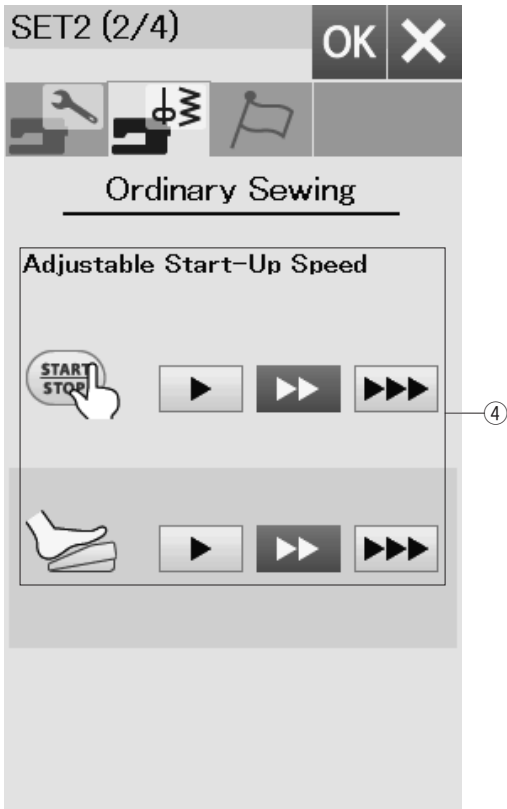 SET2 (2/4)
OK
Ordinary Sewing
Adjustable Start-Up Speed
START
STOP
④